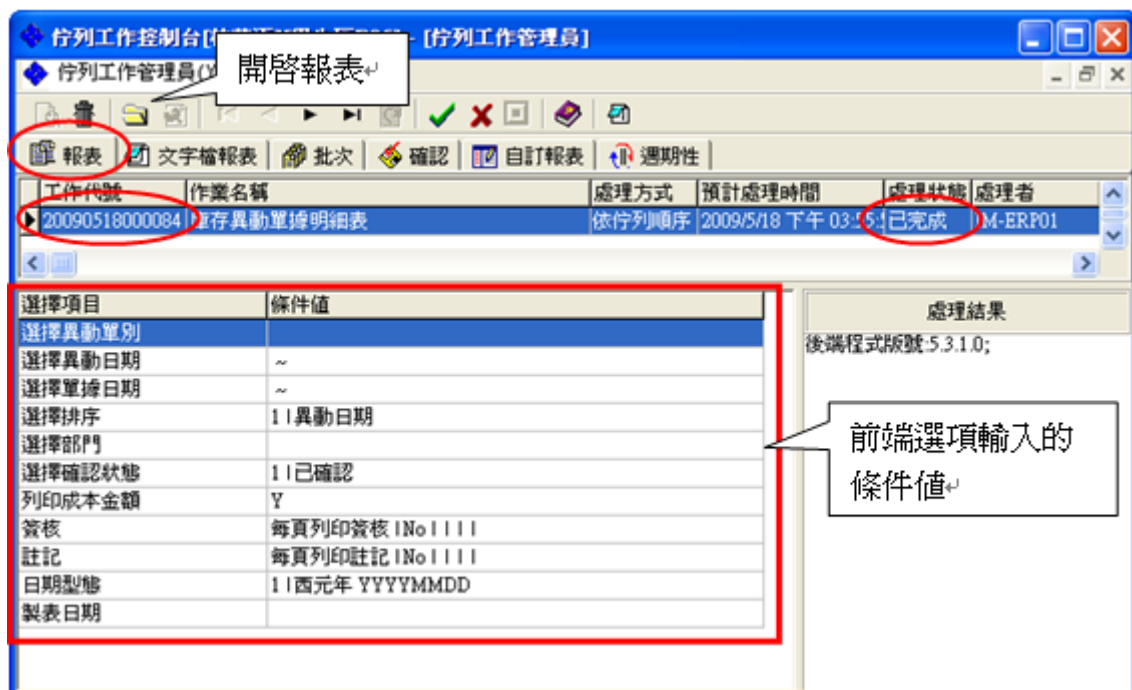 佇列工作控制台[ - [佇列工作管理員]
佇列工作管理員(Y
開啓報表
報表 文字檔報表 批次 確認 自訂報表 週期性
工作代號 作業名稱 處理方式 預計處理時間 處理狀態 處理者
20090518000084 庫存異動單據明細表 依佇列順序 2009/5/18 下午 03:55: 已完成 M-ERP01
選擇項目 條件值
選擇異動單別
選擇異動日期 ~
選擇單據日期 ~
選擇排序 1|異動日期
選擇部門
選擇確認狀態 1|已確認
列印成本金額 Y
簽核 每頁列印簽核|No||||
註記 每頁列印註記|No||||
日期型態 1|西元年 YYYYMMDD
製表日期
處理結果
後端程式版號:5.3.1.0;
前端選項輸入的
條件值